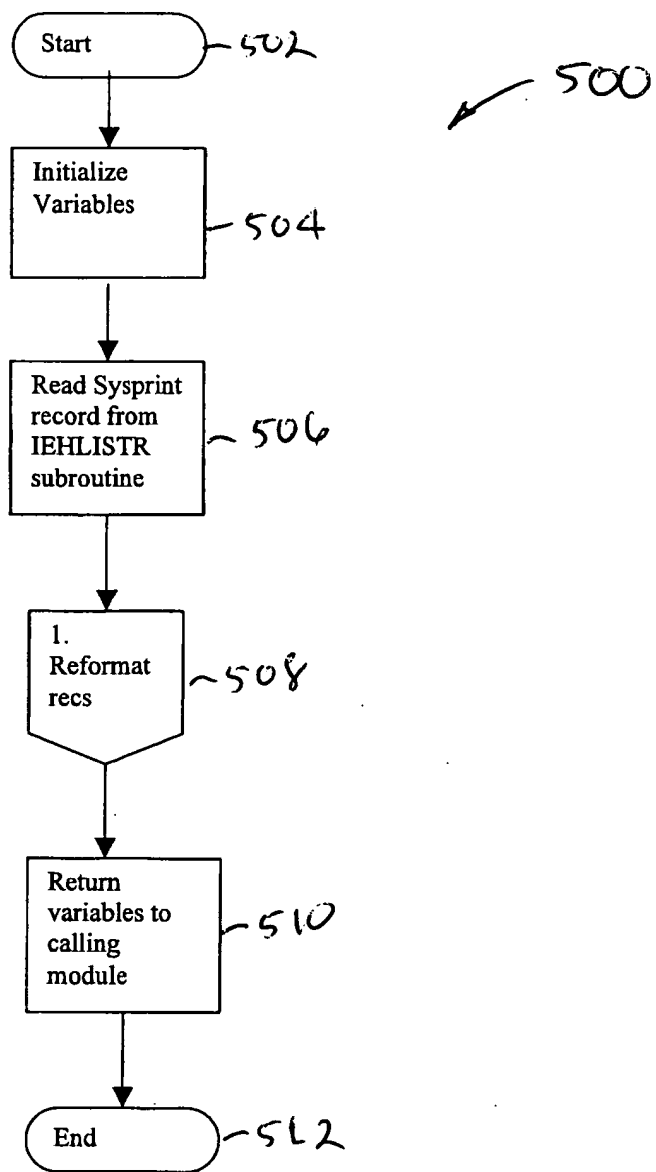 Start
502
500
Initialize
Variables
504
Read Sysprint
record from
IEHLISTR
subroutine
506
1.
Reformat
recs
508
Return
variables to
calling
module
510
End
512